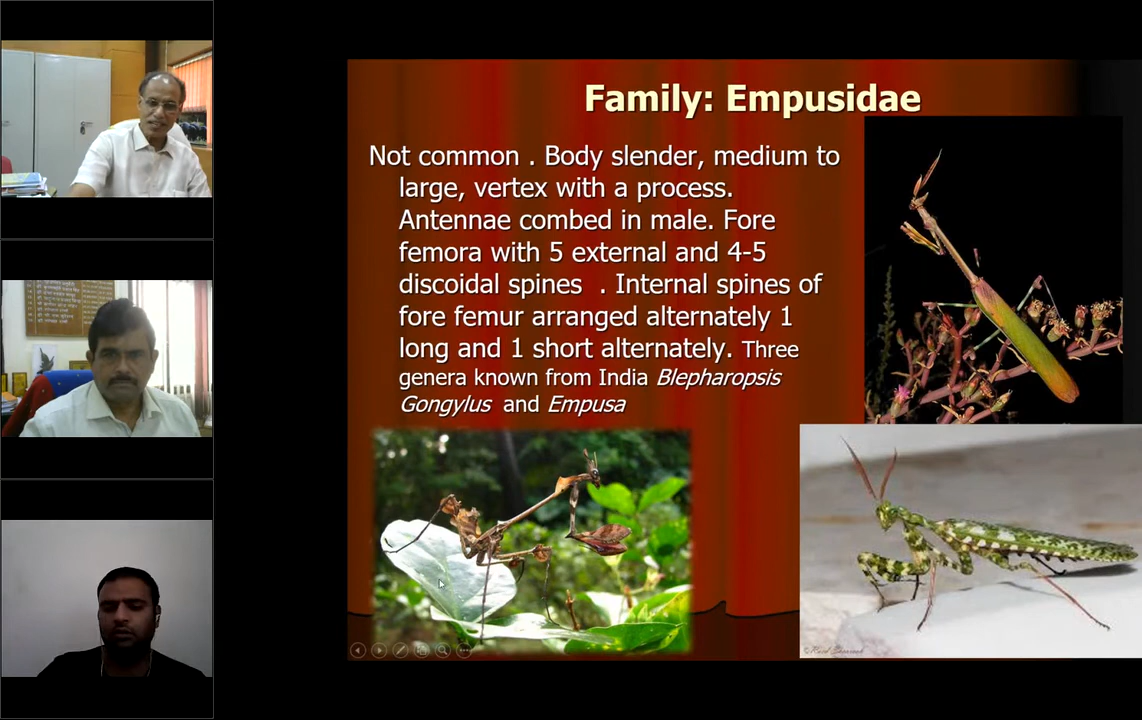 Family: Empusidae
Not common . Body slender, medium to
large, vertex with a process.
Antennae combed in male. Fore
femora with 5 external and 4-5
discoidal spines . Internal spines of
fore femur arranged alternately 1
long and 1 short alternately. Three
genera known from India Blepharopsis
Gongylus and Empusa